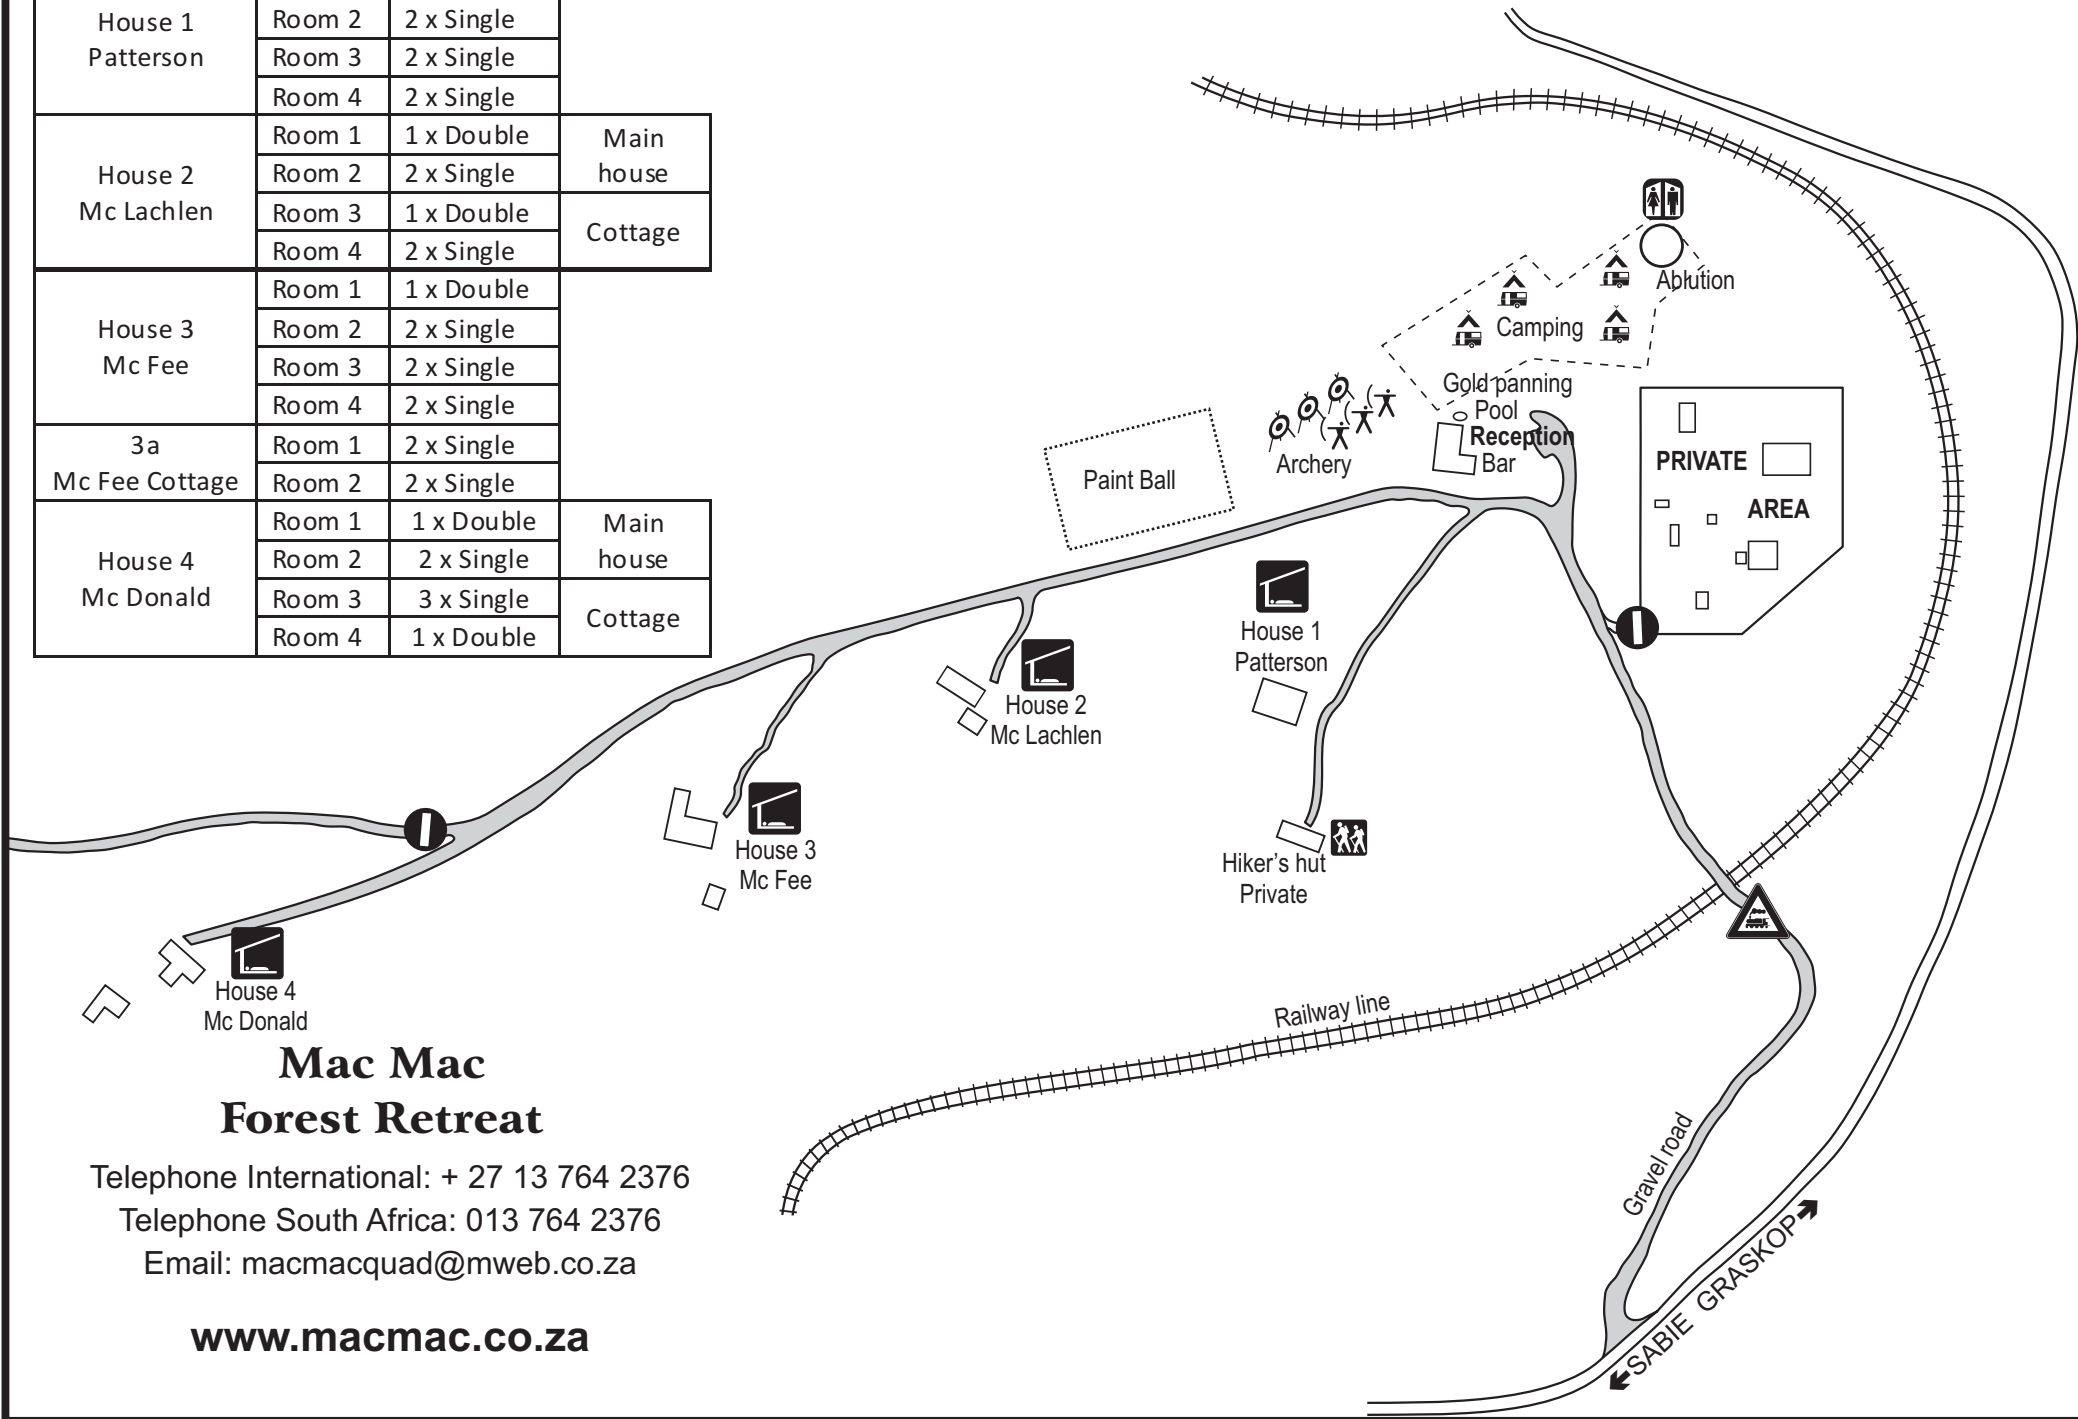 House 1
Patterson
Room 2 2 x Single
Room 3 2 x Single
Room 4 2 x Single
House 2
Mc Lachlen
Room 1 1 x Double
Room 2 2 x Single
Main
house
Room 3 1 x Double
Room 4 2 x Single
Cottage
House 3
Mc Fee
Room 1 1 x Double
Room 2 2 x Single
Room 3 2 x Single
Room 4 2 x Single
3a
Mc Fee Cottage
Room 1 2 x Single
Room 2 2 x Single
House 4
Mc Donald
Room 1 1 x Double
Room 2 2 x Single
Main
house
Room 3 3 x Single
Room 4 1 x Double
Cottage
Ablution
Camping
Gold panning
Pool
Reception
Bar
Archery
Paint Ball
PRIVATE
AREA
House 1
Patterson
House 2
Mc Lachlen
House 3
Mc Fee
Hiker's hut
Private
House 4
Mc Donald
Railway line
Gravel road
SABIE GRASKOP
Mac Mac
Forest Retreat
Telephone International: + 27 13 764 2376
Telephone South Africa: 013 764 2376
Email: macmacquad@mweb.co.za
www.macmac.co.za